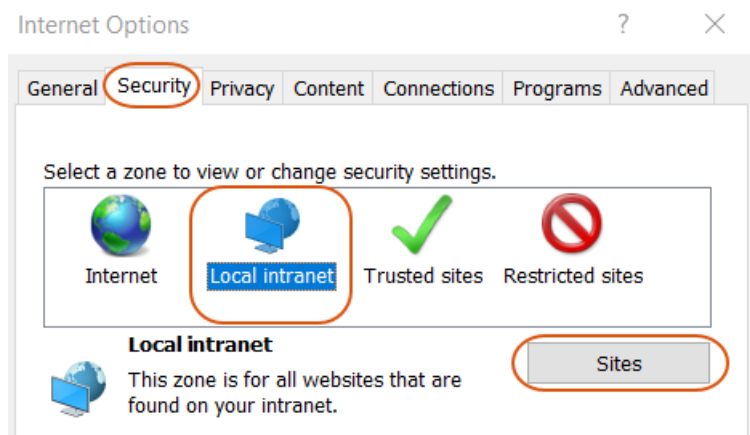 Internet Options ?
General Security Privacy Content Connections Programs Advanced
Select a zone to view or change security settings.
Internet Local intranet Trusted sites Restricted sites
Local intranet
Sites
This zone is for all websites that are
found on your intranet.